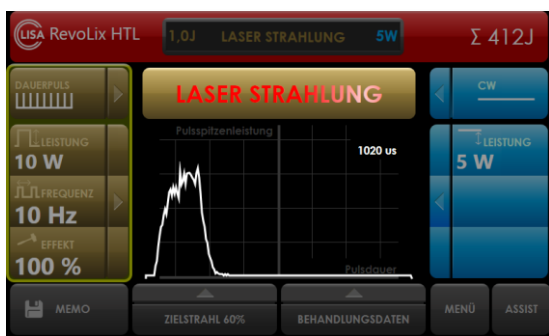 LISA RevoLix HTL
1,0J LASER STRAHLUNG 5W
Σ 412J
DAUERPULS
LEISTUNG
10 W
FREQUENZ
10 Hz
EFFEKT
100 %
LASER STRAHLUNG
Pulsspitzenleistung
1020 us
Pulsdauer
CW
LEISTUNG
5 W
MEMO
ZIELSTRAHL 60%
BEHANDLUNGSDATEN
MENÜ
ASSIST